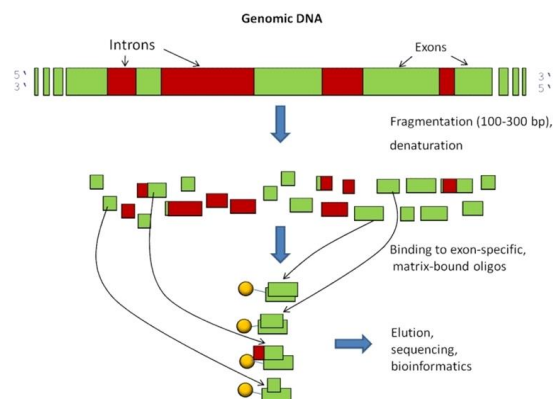 Genomic DNA
Introns
Exons
5 '
3 '
3 '
5 '
Fragmentation (100-300 bp),
denaturation
Binding to exon-specific,
matrix-bound oligos
Elution,
sequencing,
bioinformatics